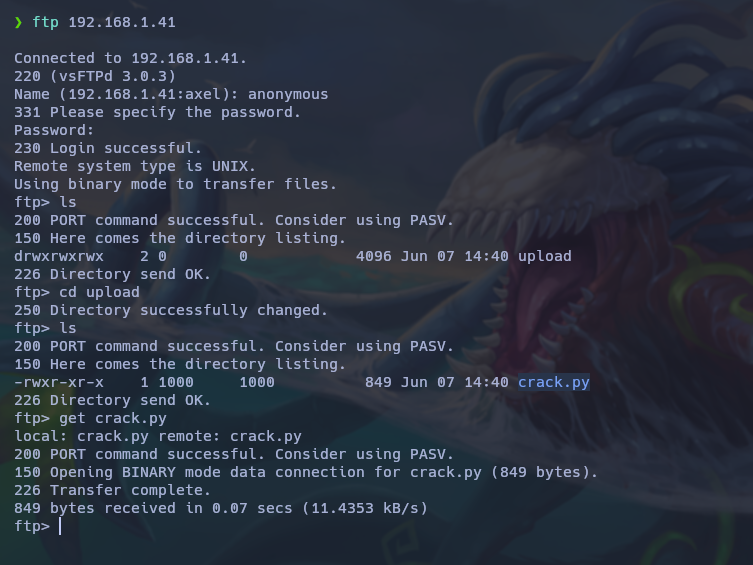 ❯ ftp 192.168.1.41
Connected to 192.168.1.41.
220 (vsFTPd 3.0.3)
Name (192.168.1.41:axel): anonymous
331 Please specify the password.
Password:
230 Login successful.
Remote system type is UNIX.
Using binary mode to transfer files.
ftp> ls
200 PORT command successful. Consider using PASV.
150 Here comes the directory listing.
drwxrwxrwx    2 0        0            4096 Jun 07 14:40 upload
226 Directory send OK.
ftp> cd upload
250 Directory successfully changed.
ftp> ls
200 PORT command successful. Consider using PASV.
150 Here comes the directory listing.
-rwxr-xr-x    1 1000     1000          849 Jun 07 14:40 crack.py
226 Directory send OK.
ftp> get crack.py
local: crack.py remote: crack.py
200 PORT command successful. Consider using PASV.
150 Opening BINARY mode data connection for crack.py (849 bytes).
226 Transfer complete.
849 bytes received in 0.07 secs (11.4353 kB/s)
ftp>